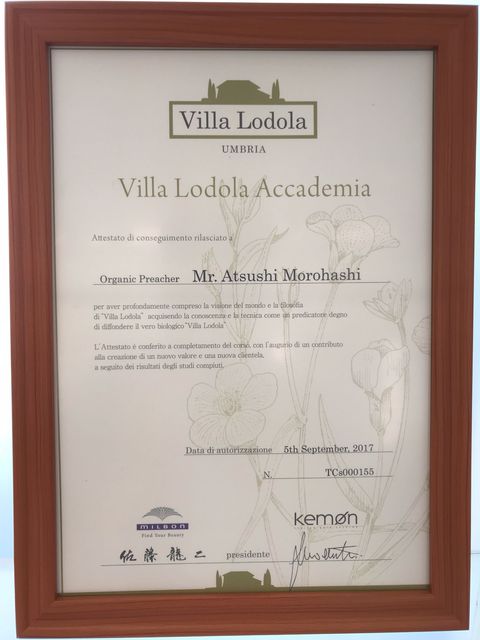 Villa Lodola
UMBRIA
Villa Lodola Accademia
Attestato di conseguimento rilasciato a
Organic Preacher Mr. Atsushi Morohashi
per aver profondamente compreso la visione del mondo e la filosofia
di "Villa Lodola" acquisendo la conoscenza e la tecnica come un predicatore degno
di diffondere il vero biologico "Villa Lodola"
L'Attestato è conferito a completamento del corso, con l'augurio di un contributo
alla creazione di un nuovo valore e una nuova clientela,
a seguito dei risultati degli studi compiuti.
Data di autorizzazione 5th September, 2017
N. TCs000155
MILBON
Find Your Beauty
kemon
佐藤龍二 presidente